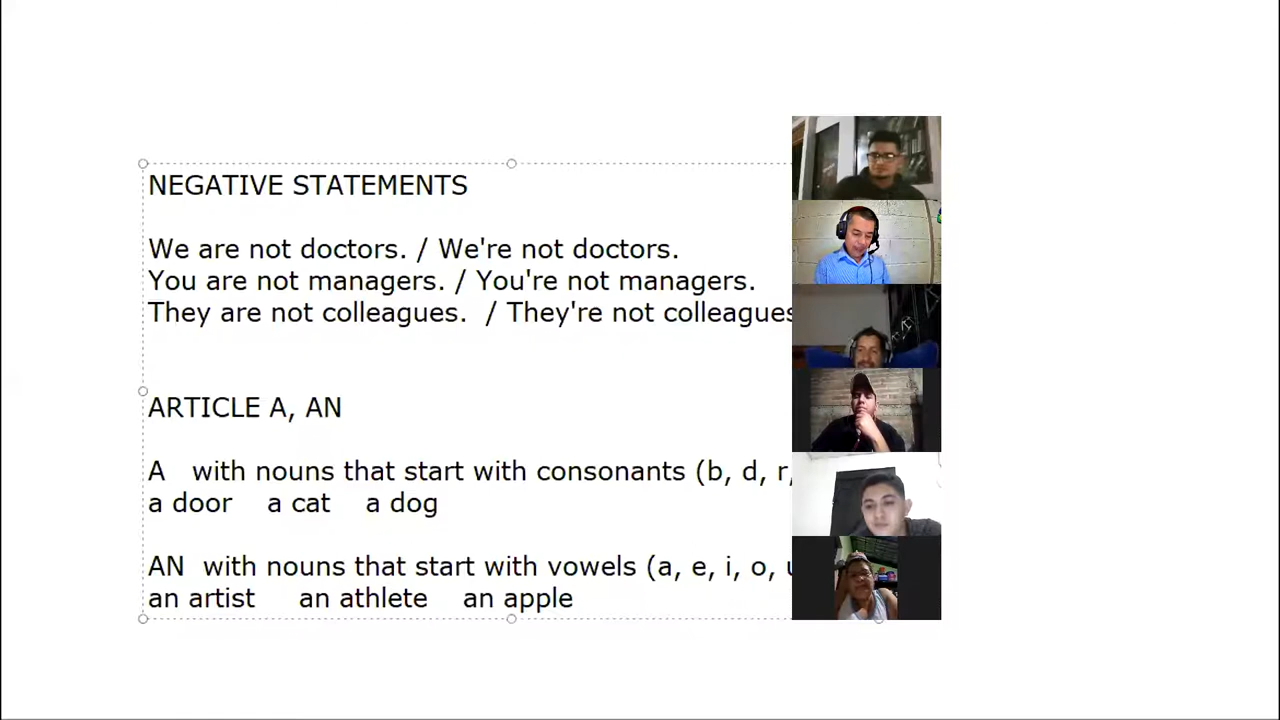 NEGATIVE STATEMENTS
We are not doctors. / We're not doctors.
You are not managers. / You're not managers.
They are not colleagues. / They're not colleagues
ARTICLE A, AN
A with nouns that start with consonants (b, d, r,
a door a cat a dog
AN with nouns that start with vowels (a, e, i, o,
an artist an athlete an apple